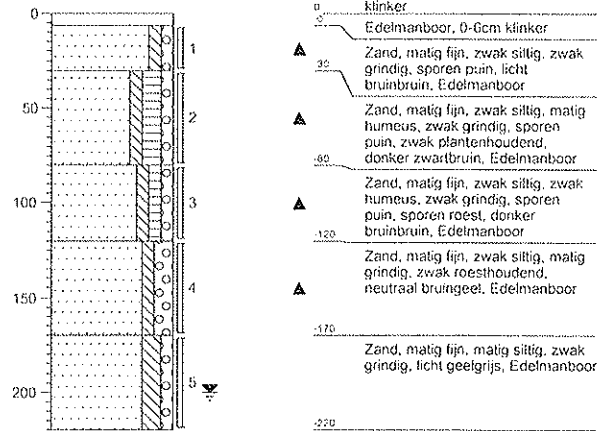 0
50
100
150
200
1
2
3
4
5
0
klinker
Edelmanboor, 0-6cm klinker
30
Zand, matig fijn, zwak siltig, zwak
grindig, sporen puin, licht
bruinbruin, Edelmanboor
-80
Zand, matig fijn, zwak siltig, matig
humeus, zwak grindig, sporen
puin, zwak plantenhoudend,
donker zwartbruin, Edelmanboor
-120
Zand, matig fijn, zwak siltig, zwak
humeus, zwak grindig, sporen
puin, sporen roest, donker
bruinbruin, Edelmanboor
-170
Zand, matig fijn, zwak siltig, matig
grindig, zwak roesthoudend,
neutraal bruingeel, Edelmanboor
-220
Zand, matig fijn, matig siltig, zwak
grindig, licht geelgrijs, Edelmanboor